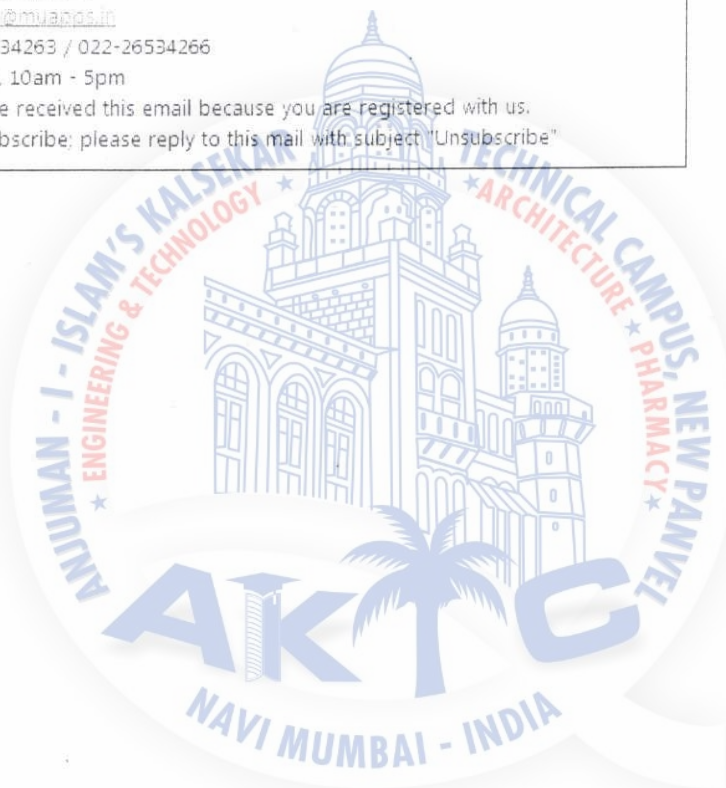 @muapps.in
34263 / 022-26534266
, 10am - 5pm
e received this email because you are registered with us.
bscribe; please reply to this mail with subject "Unsubscribe"
ANJUMAN - I - ISLAM'S KALSEKAR TECHNICAL CAMPUS, NEW PANVEL
★ ENGINEERING & TECHNOLOGY ★
★ ARCHITECTURE ★ PHARMACY ★
AKTC
NAVI MUMBAI - INDIA